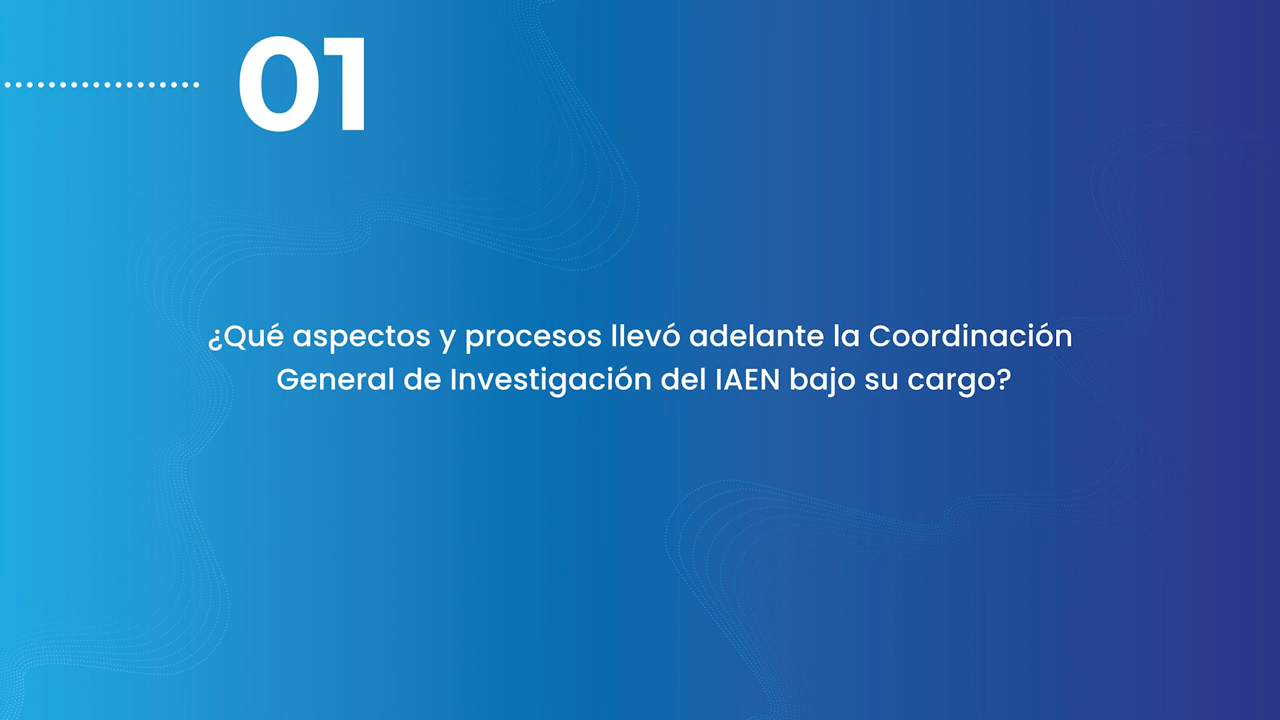 01
¿Qué aspectos y procesos llevó adelante la Coordinación
General de Investigación del IAEN bajo su cargo?